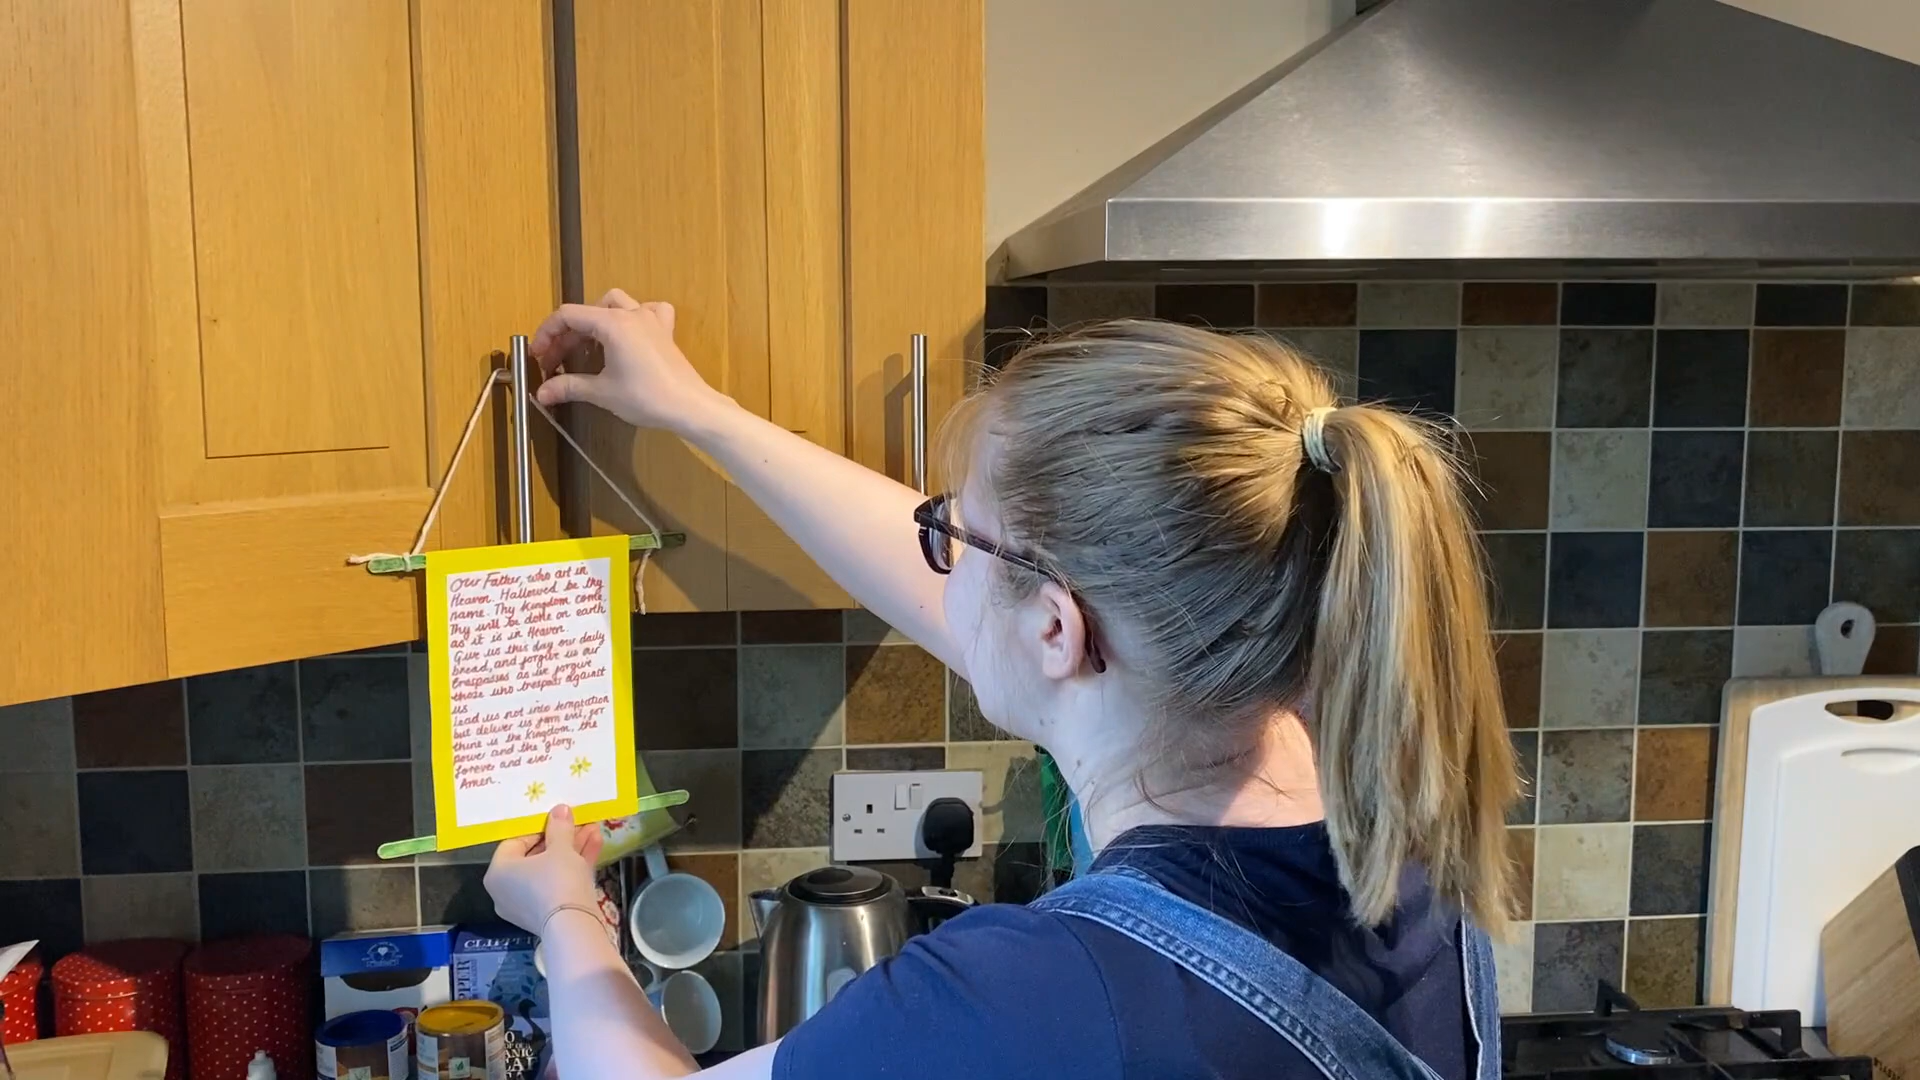 Our Father, who art in
Heaven. Hallowed be thy
name. Thy kingdom come,
Thy will be done on earth
as it is in Heaven.
Give us this day our daily
bread, and forgive us our
trespasses as we forgive
those who trespass against
us
Lead us not into temptation
but deliver us from evil, for
thine is the kingdom, the
power and the glory,
forever and ever.
Amen.
CLIPPER